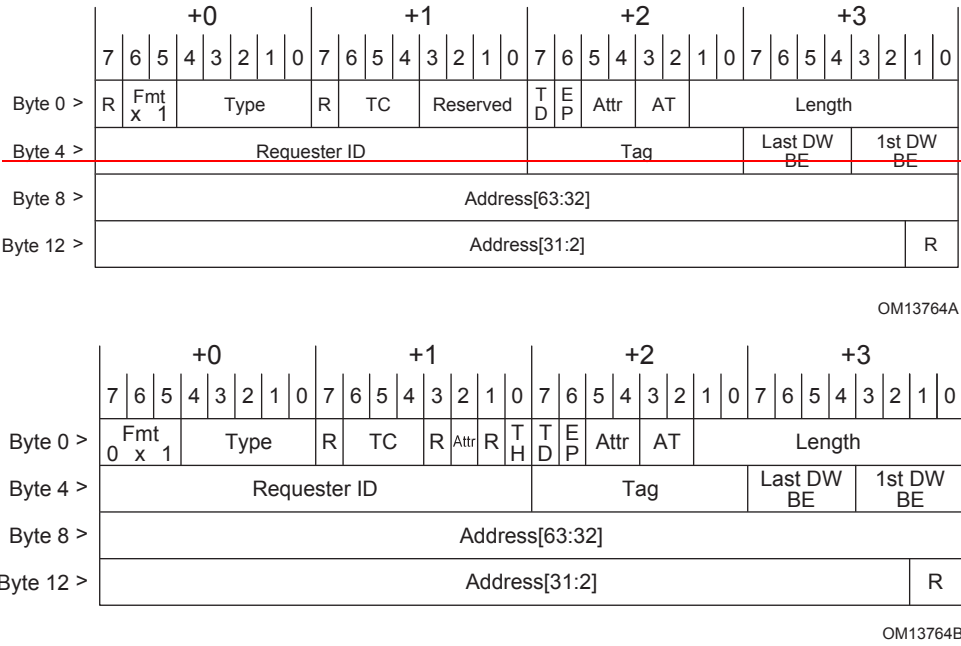 +0 +1 +2 +3
7 6 5 4 3 2 1 0 7 6 5 4 3 2 1 0 7 6 5 4 3 2 1 0 7 6 5 4 3 2 1 0
Byte 0 > R Fmt x 1 Type R TC Reserved TD EP Attr AT Length
Byte 4 > Requester ID Tag Last DW BE 1st DW BE
Byte 8 > Address[63:32]
Byte 12 > Address[31:2] R
OM13764A
+0 +1 +2 +3
7 6 5 4 3 2 1 0 7 6 5 4 3 2 1 0 7 6 5 4 3 2 1 0 7 6 5 4 3 2 1 0
Byte 0 > Fmt 0 x 1 Type R TC R Attr R TH TD EP Attr AT Length
Byte 4 > Requester ID Tag Last DW BE 1st DW BE
Byte 8 > Address[63:32]
Byte 12 > Address[31:2] R
OM13764B